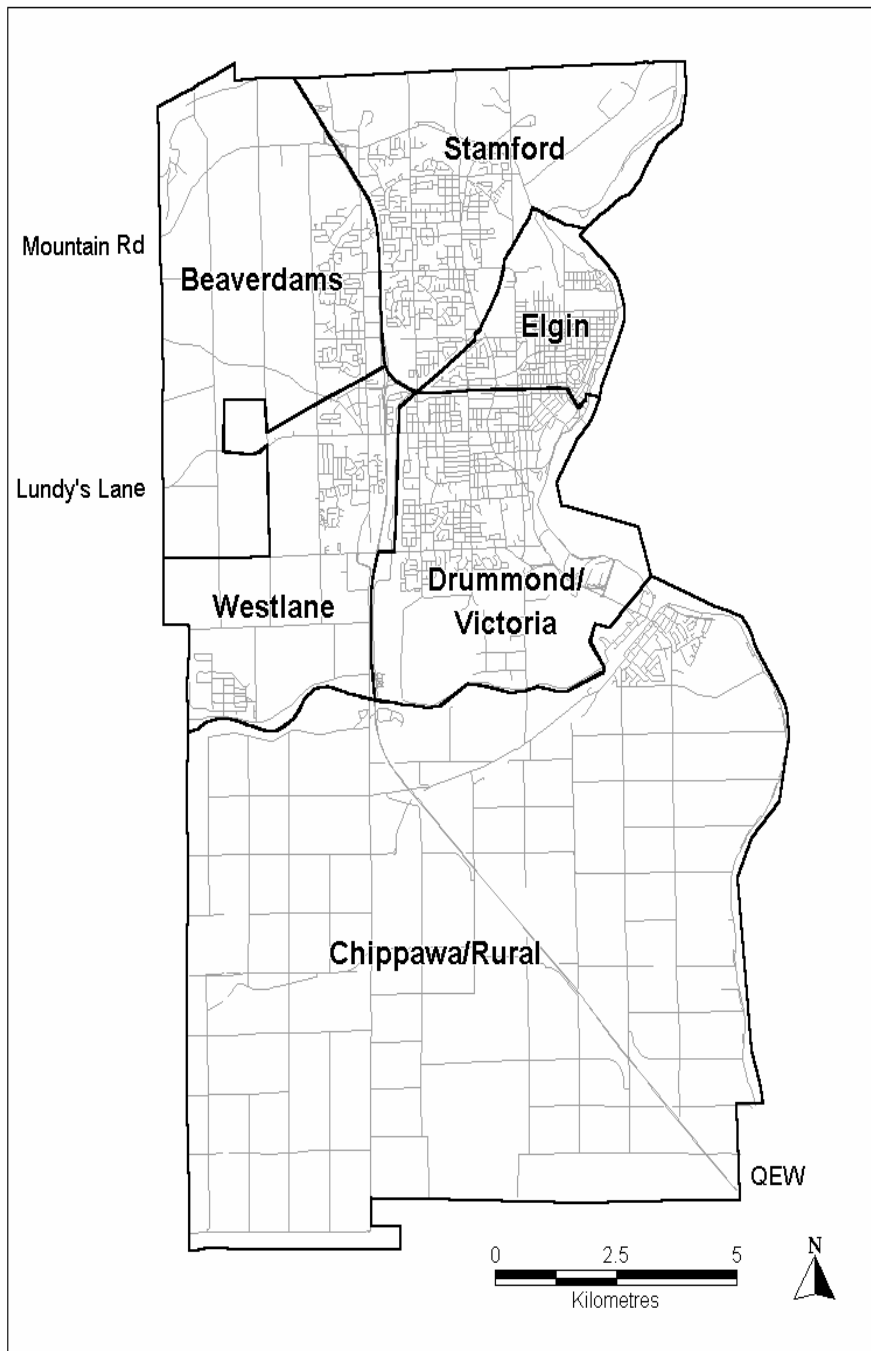 Stamford
Mountain Rd
Beaverdams
Elgin
Lundy's Lane
Drummond/
Victoria
Westlane
Chippawa/Rural
QEW
0 2.5 5
Kilometres
N